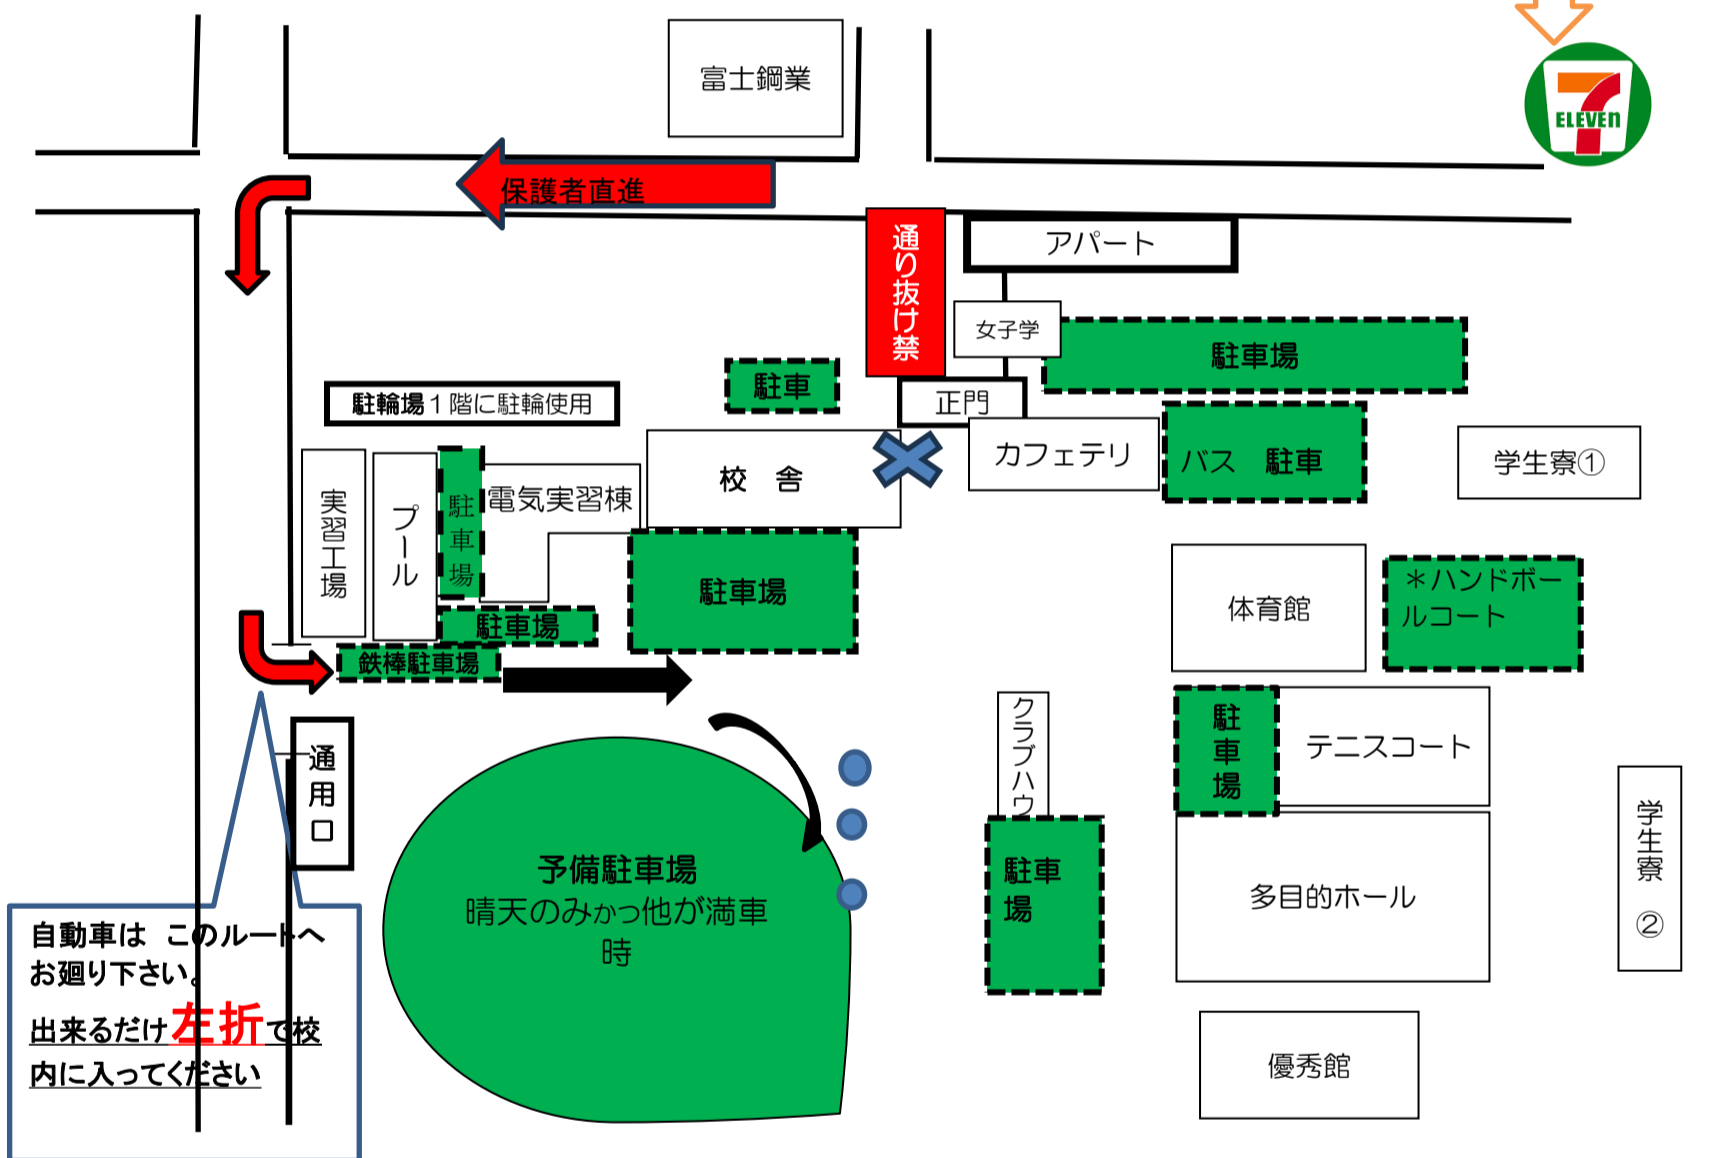 富士鋼業
7
ELEVEn
保護者直進
通り抜け禁
アパート
女子学
駐車場
駐車
正門
駐輪場１階に駐輪使用
カフェテリ
バス　駐車
学生寮①
校　舎
実習工場
プール
駐車場
電気実習棟
駐車場
体育館
＊ハンドボー
ルコート
駐車場
鉄棒駐車場
クラブハウ
駐車場
テニスコート
通用口
学生寮　②
予備駐車場
晴天のみかつ他が満車
時
駐車
場
多目的ホール
自動車は　このルートへ
お廻り下さい。
出来るだけ左折で校
内に入ってください
優秀館